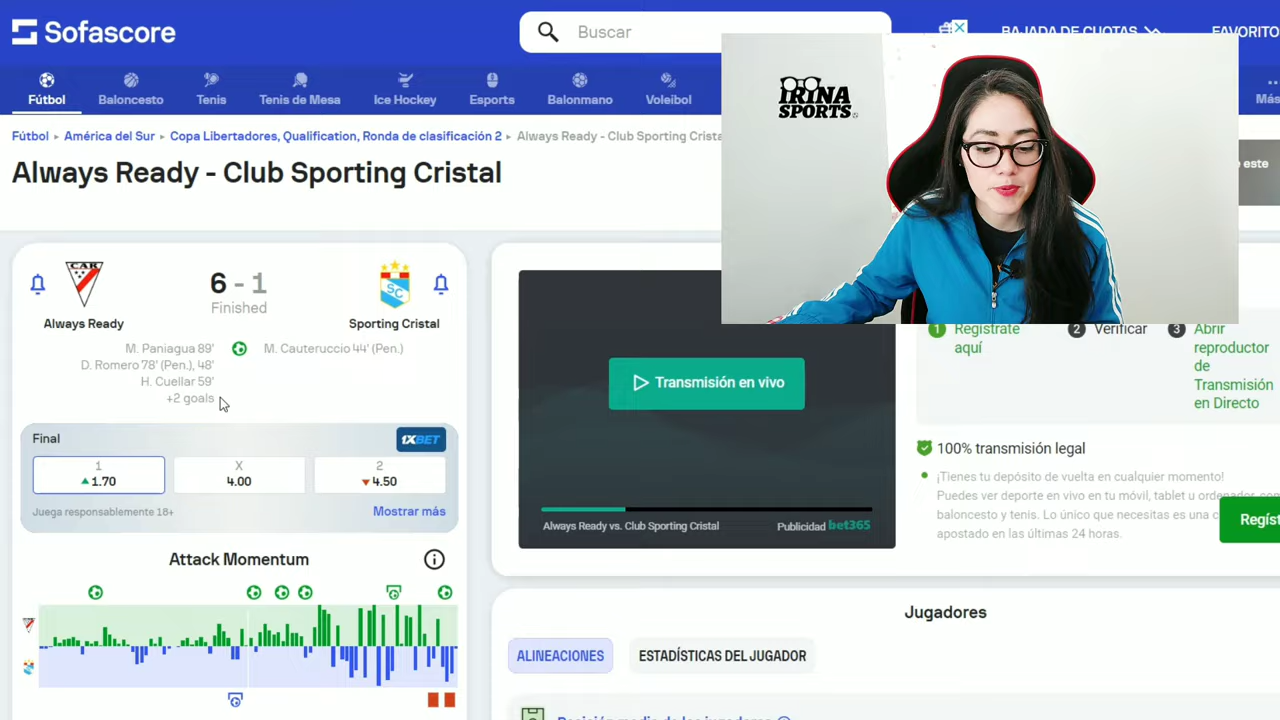 Sofascore
Buscar
BAJADA DE CUOTAS
FAVORITO
Fútbol
Baloncesto
Tenis
Tenis de Mesa
Ice Hockey
Esports
Balonmano
Voleibol
Más
IRINA
SPORTS
Fútbol ▸ América del Sur ▸ Copa Libertadores, Qualification, Ronda de clasificación 2 ▸ Always Ready - Club Sporting Crista
Always Ready - Club Sporting Cristal
este
CAR
SC
6 - 1
Finished
Always Ready
Sporting Cristal
M. Paniagua 89'
M. Cauteruccio 44' (Pen.)
D. Romero 78' (Pen.), 48'
H. Cuellar 59'
+2 goals
Final
1XBET
1
1.70
X
4.00
2
4.50
Juega responsablemente 18+
Mostrar más
Attack Momentum
Transmisión en vivo
Always Ready vs. Club Sporting Cristal
Publicidad bet365
1 Regístrate aquí
2 Verificar
3 Abrir
reproductor
de
Transmisión
en Directo
100% transmisión legal
¡Tienes tu depósito de vuelta en cualquier momento!
Puedes ver deporte en vivo en tu móvil, tablet u ordenador, con
baloncesto y tenis. Lo único que necesitas es una c
apostado en las últimas 24 horas.
Regíst
Jugadores
ALINEACIONES
ESTADÍSTICAS DEL JUGADOR